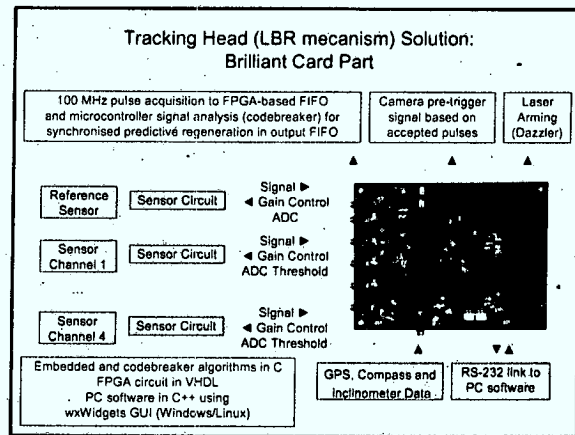 Tracking Head (LBR mecanism) Solution:
Brilliant Card Part
100 MHz pulse acquisition to FPGA-based FIFO
and microcontroller signal analysis (codebreaker) for
synchronised predictive regeneration in output FIFO
Camera pre-trigger
signal based on
accepted pulses
Laser
Arming
(Dazzler)
Reference
Sensor
Sensor Circuit
Signal ►
◄ Gain Control
ADC
Sensor
Channel 1
Sensor Circuit
Signal ►
◄ Gain Control
ADC Threshold
...
Sensor
Channel 4
Sensor Circuit
Signal ►
◄ Gain Control
ADC Threshold
Embedded and codebreaker algorithms in C
FPGA circuit in VHDL
PC software in C++ using
wxWidgets GUI (Windows/Linux)
GPS, Compass and
Inclinometer Data
RS-232 link to
PC software